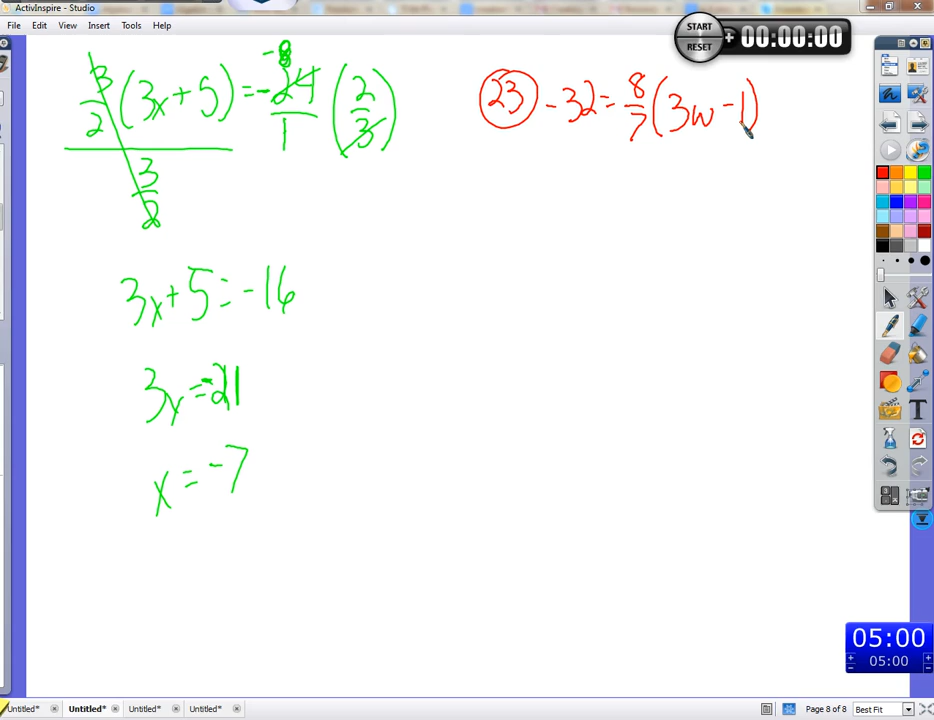 ActivInspire - Studio
File Edit View Insert Tools Help
START
RESET
00:00:00
3/2 (3x+5) = -24/1 (2/3)
-8
3/2
3x+5=-16
3x=-21
x=-7
23 -32 = 8/7 (3w-1)
05:00
05:00
Untitled* Untitled* Untitled* Untitled*
Page 8 of 8 Best Fit